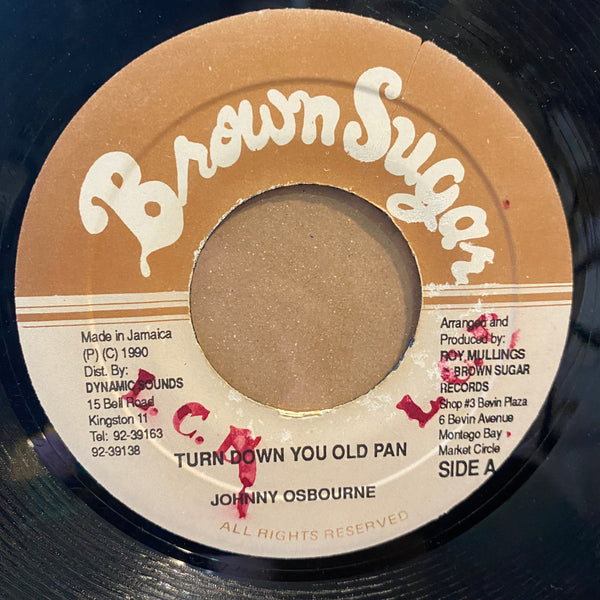 Brown Sugar
Made in Jamaica
(P) (C) 1990
Dist. By:
DYNAMIC SOUNDS
15 Bell Road
Kingston 11
Tel: 92-39163
92-39138
Arranged and
Produced by:
ROY MULLINGS
BROWN SUGAR
RECORDS
Shop #3 Bevin Plaza
6 Bevin Avenue
Montego Bay
Market Circle
SIDE A
TURN DOWN YOU OLD PAN
JOHNNY OSBOURNE
ALL RIGHTS RESERVED